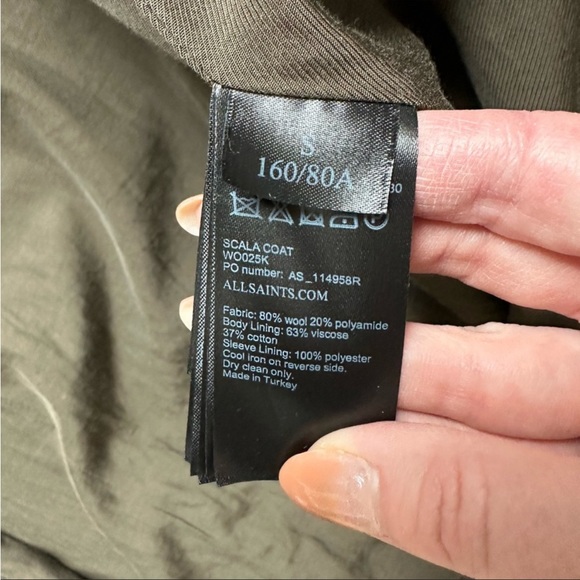 S
160/80A
30
SCALA COAT
WO025K
PO number: AS_114958R
ALLSAINTS.COM
Fabric: 80% wool 20% polyamide
Body Lining: 63% viscose
37% cotton
Sleeve Lining: 100% polyester
Cool iron on reverse side.
Dry clean only.
Made in Turkey